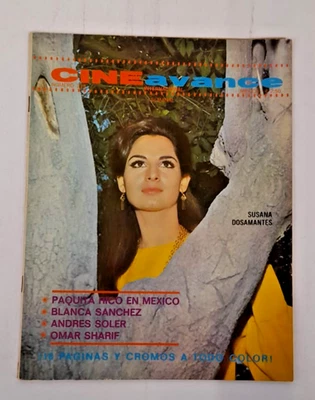 CINEavance
SUSANA
DOSAMANTES
PAQUITA RICO EN MEXICO
BLANCA SANCHEZ
ANDRES SOLER
OMAR SHARIF
PAGINAS Y CROMOS A TODO COLOR!